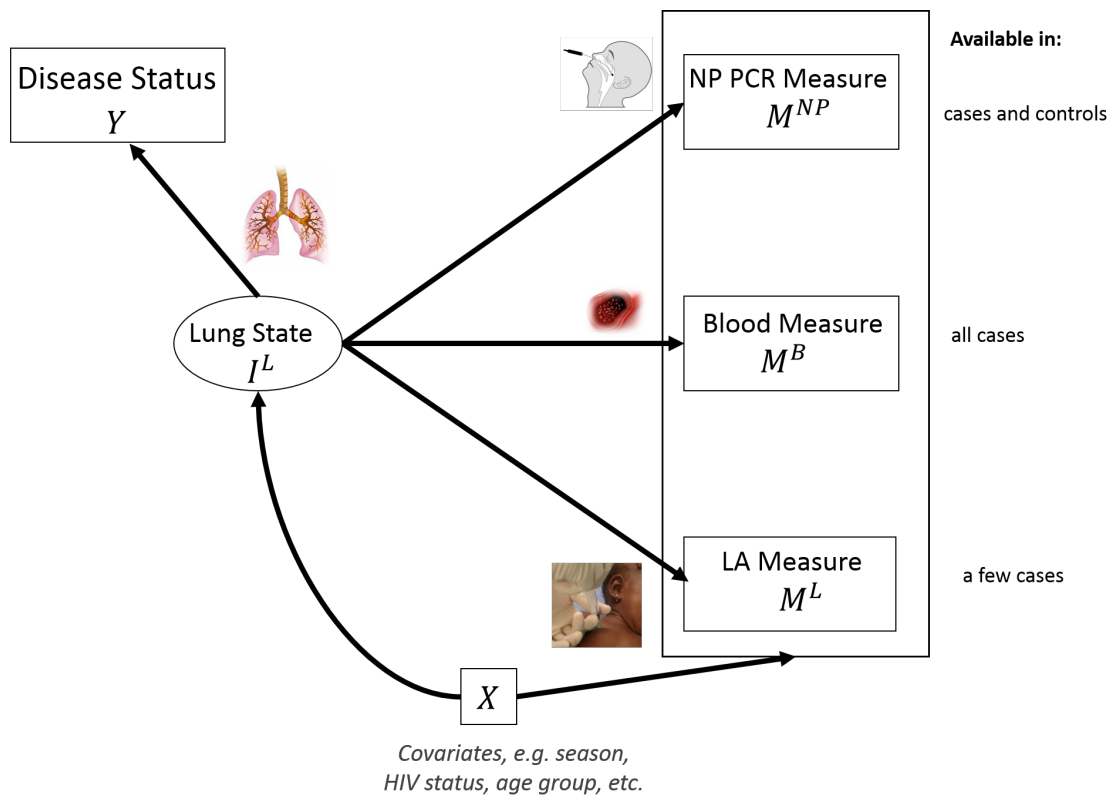 Available in:
Disease Status
Y
NP PCR Measure
M^{NP}
cases and controls
Lung State
I^L
Blood Measure
M^B
all cases
LA Measure
M^L
a few cases
X
Covariates, e.g. season,
HIV status, age group, etc.